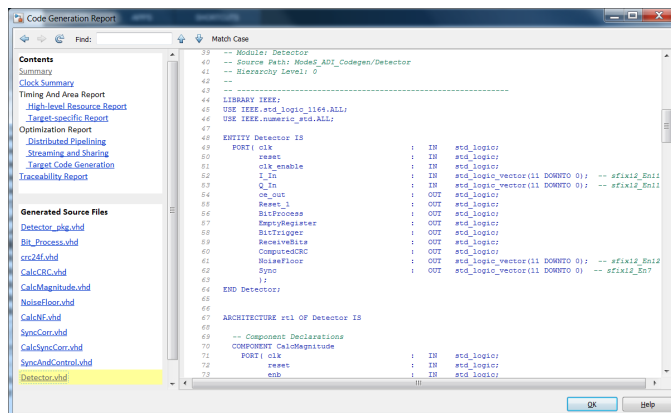 Code Generation Report
Find:
Match Case
Contents
Summary
Clock Summary
Timing And Area Report
High-level Resource Report
Target-specific Report
Optimization Report
Distributed Pipelining
Streaming and Sharing
Target Code Generation
Traceability Report
Generated Source Files
Detector_pkg.vhd
Bit_Process.vhd
crc24f.vhd
CalcCRC.vhd
CalcMagnitude.vhd
NoiseFloor.vhd
CalcNF.vhd
SyncCorr.vhd
CalcSyncCorr.vhd
SyncAndControl.vhd
Detector.vhd
39 -- Module: Detector
40 -- Source Path: ModeS_ADI_Codegen/Detector
41 -- Hierarchy Level: 0
42 --
43 -- -------------------------------------------------------------
44 LIBRARY IEEE;
45 USE IEEE.std_logic_1164.ALL;
46 USE IEEE.numeric_std.ALL;
47
48 ENTITY Detector IS
49 PORT( clk : IN std_logic;
50 reset : IN std_logic;
51 clk_enable : IN std_logic;
52 I_In : IN std_logic_vector(11 DOWNTO 0); -- sfix12_En11
53 Q_In : IN std_logic_vector(11 DOWNTO 0); -- sfix12_En11
54 ce_out : OUT std_logic;
55 Reset_1 : OUT std_logic;
56 BitProcess : OUT std_logic;
57 EmptyRegister : OUT std_logic;
58 BitTrigger : OUT std_logic;
59 ReceiveBits : OUT std_logic;
60 ComputedCRC : OUT std_logic;
61 NoiseFloor : OUT std_logic_vector(11 DOWNTO 0); -- sfix12_En12
62 Sync : OUT std_logic_vector(11 DOWNTO 0) -- sfix12_En7
63 );
64 END Detector;
65
66
67 ARCHITECTURE rtl OF Detector IS
68
69 -- Component Declarations
70 COMPONENT CalcMagnitude
71 PORT( clk : IN std_logic;
72 reset : IN std_logic;
73 enb : IN std_logic;
OK
Help